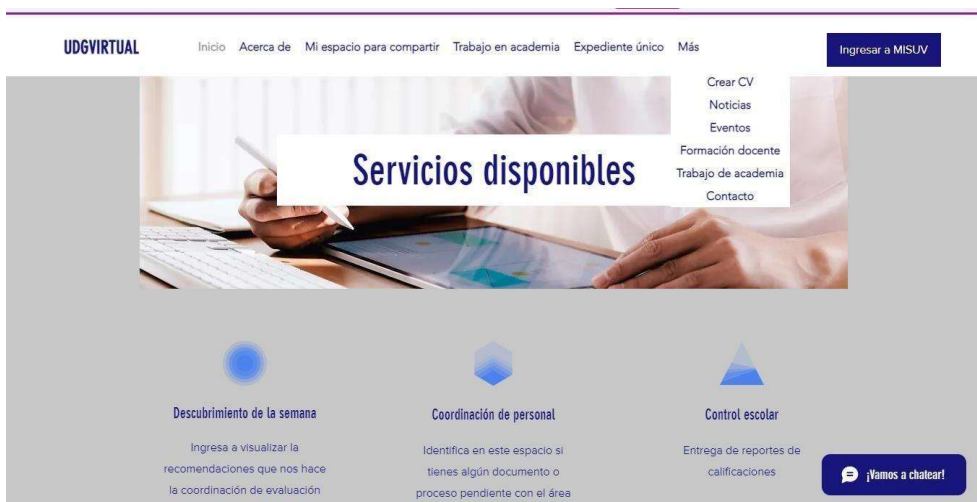 UDGVIRTUAL
Inicio Acerca de Mi espacio para compartir Trabajo en academia Expediente único Más
Ingresar a MISUV
Crear CV
Noticias
Eventos
Formación docente
Trabajo de academia
Contacto
Servicios disponibles
Descubrimiento de la semana
Ingresa a visualizar la
recomendaciones que nos hace
la coordinación de evaluación
Coordinación de personal
Identifica en este espacio si
tienes algún documento o
proceso pendiente con el área
Control escolar
Entrega de reportes de
calificaciones
¡Vamos a chatear!